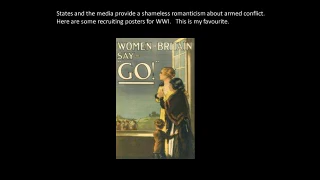 States and the media provide a shameless romanticism about armed conflict.
Here are some recruiting posters for WWI. This is my favourite.
WOMEN OF BRITAIN
SAY -
"GO!"